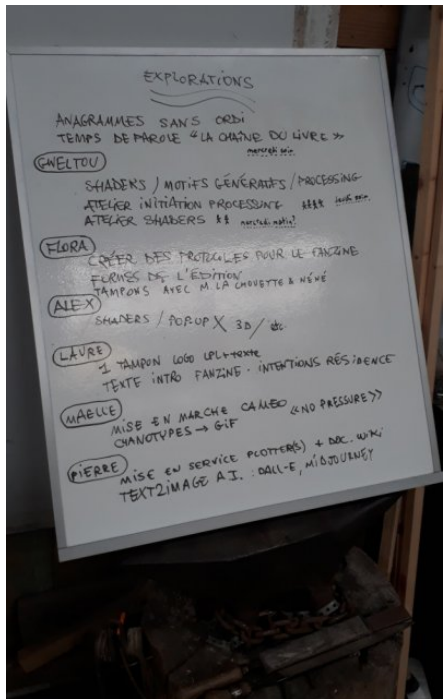 EXPLORATIONS
ANAGRAMMES SANS ORDI
TEMPS DE PAROLE "LA CHAÎNE DU LIVRE"
mercredi soir
GWELTOU
SHADERS / MOTIFS GÉNÉRATIFS / PROCESSING
ATELIER INITIATION PROCESSING **** jeudi soir
ATELIER SHADERS ** mercredi matin?
FLORA
CRÉER DES PROTOCOLES POUR LE FANZINE
FORMES DE L'ÉDITION
TAMPONS AVEC M. LA CHOUETTE & NÉNÉ
ALEX
SHADERS / POP.UP X 3D / etc
LAURE
1 TAMPON LOGO LPL + texte
TEXTE INTRO FANZINE . INTENTIONS RÉSIDENCE
MAELLE
MISE EN MARCHE CAMEO «NO PRESSURE»
CYANOTYPES → GIF
PIERRE
MISE EN SERVICE PLOTTER(S) + DOC. WIKI
TEXT2IMAGE A.I. : DALL-E, MIDJOURNEY